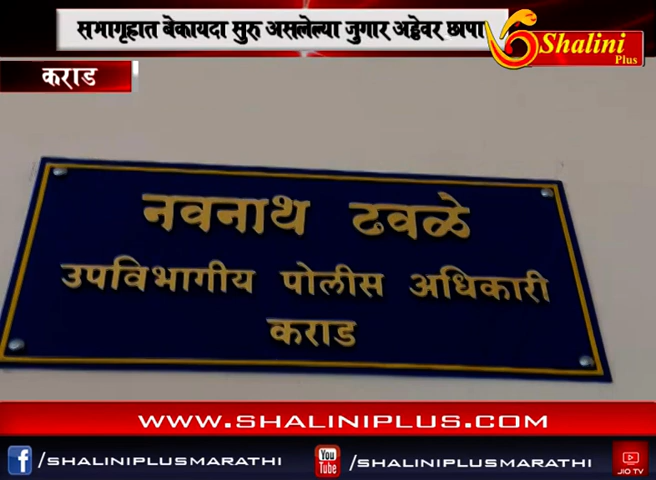 सभागृहात बेकायदा सुरु असलेल्या जुगार अड्डेवर छापा
Shalini
Plus
कराड
नवनाथ ढवळे
उपविभागीय पोलीस अधिकारी
कराड
WWW.SHALINIPLUS.COM
f /SHALINIPLUSMARATHI
You Tube /SHALINIPLUSMARATHI
JIO TV